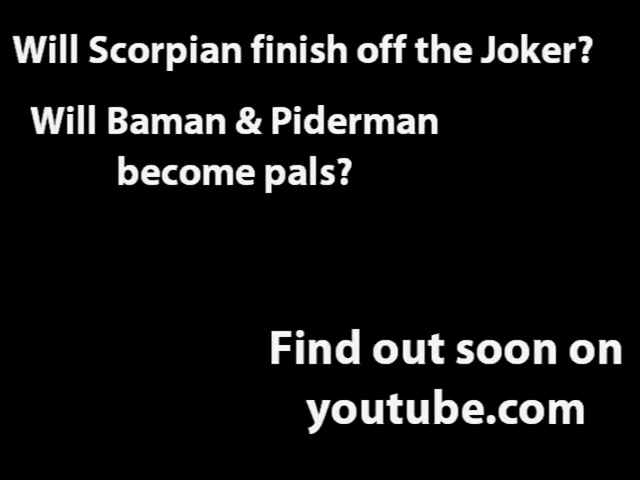 Will Scorpian finish off the Joker?
Will Baman & Piderman
become pals?
Find out soon on
youtube.com